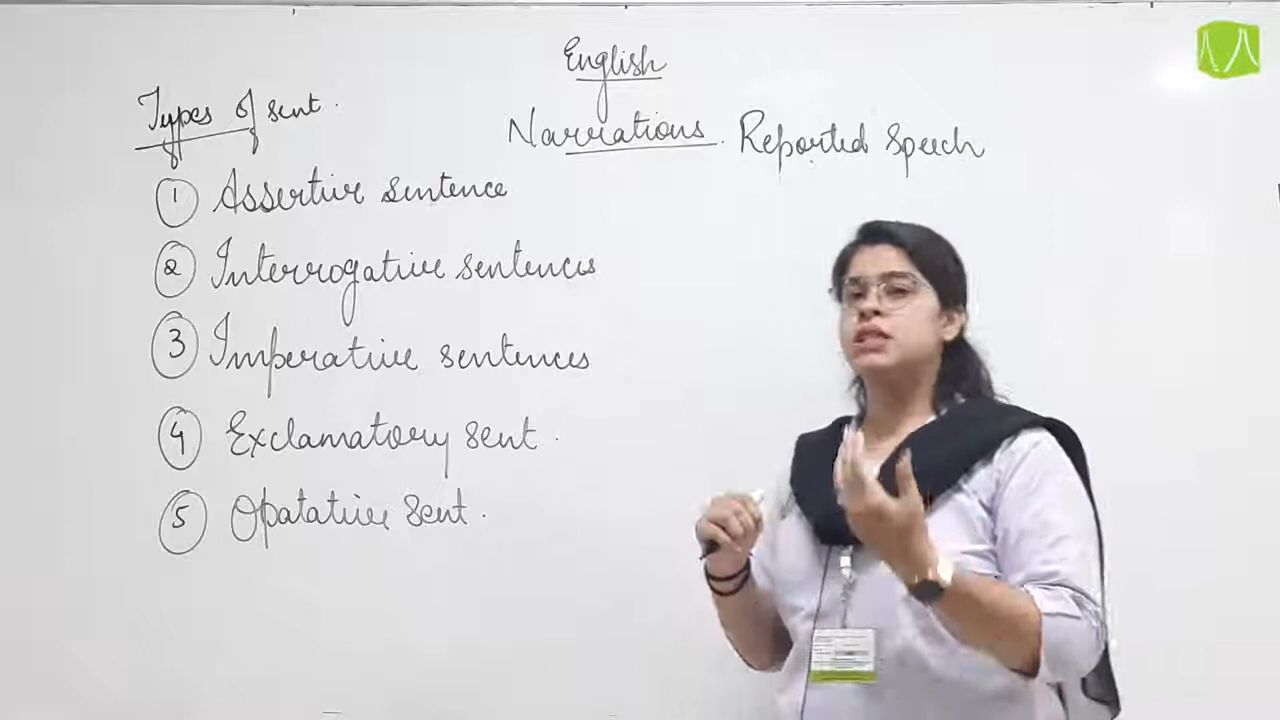 English
Narrations. Reported Speech
Types of sent.
1 Assertive sentence
2 Interrogative sentences
3 Imperative sentences
4 Exclamatory sent.
5 Opatative sent.